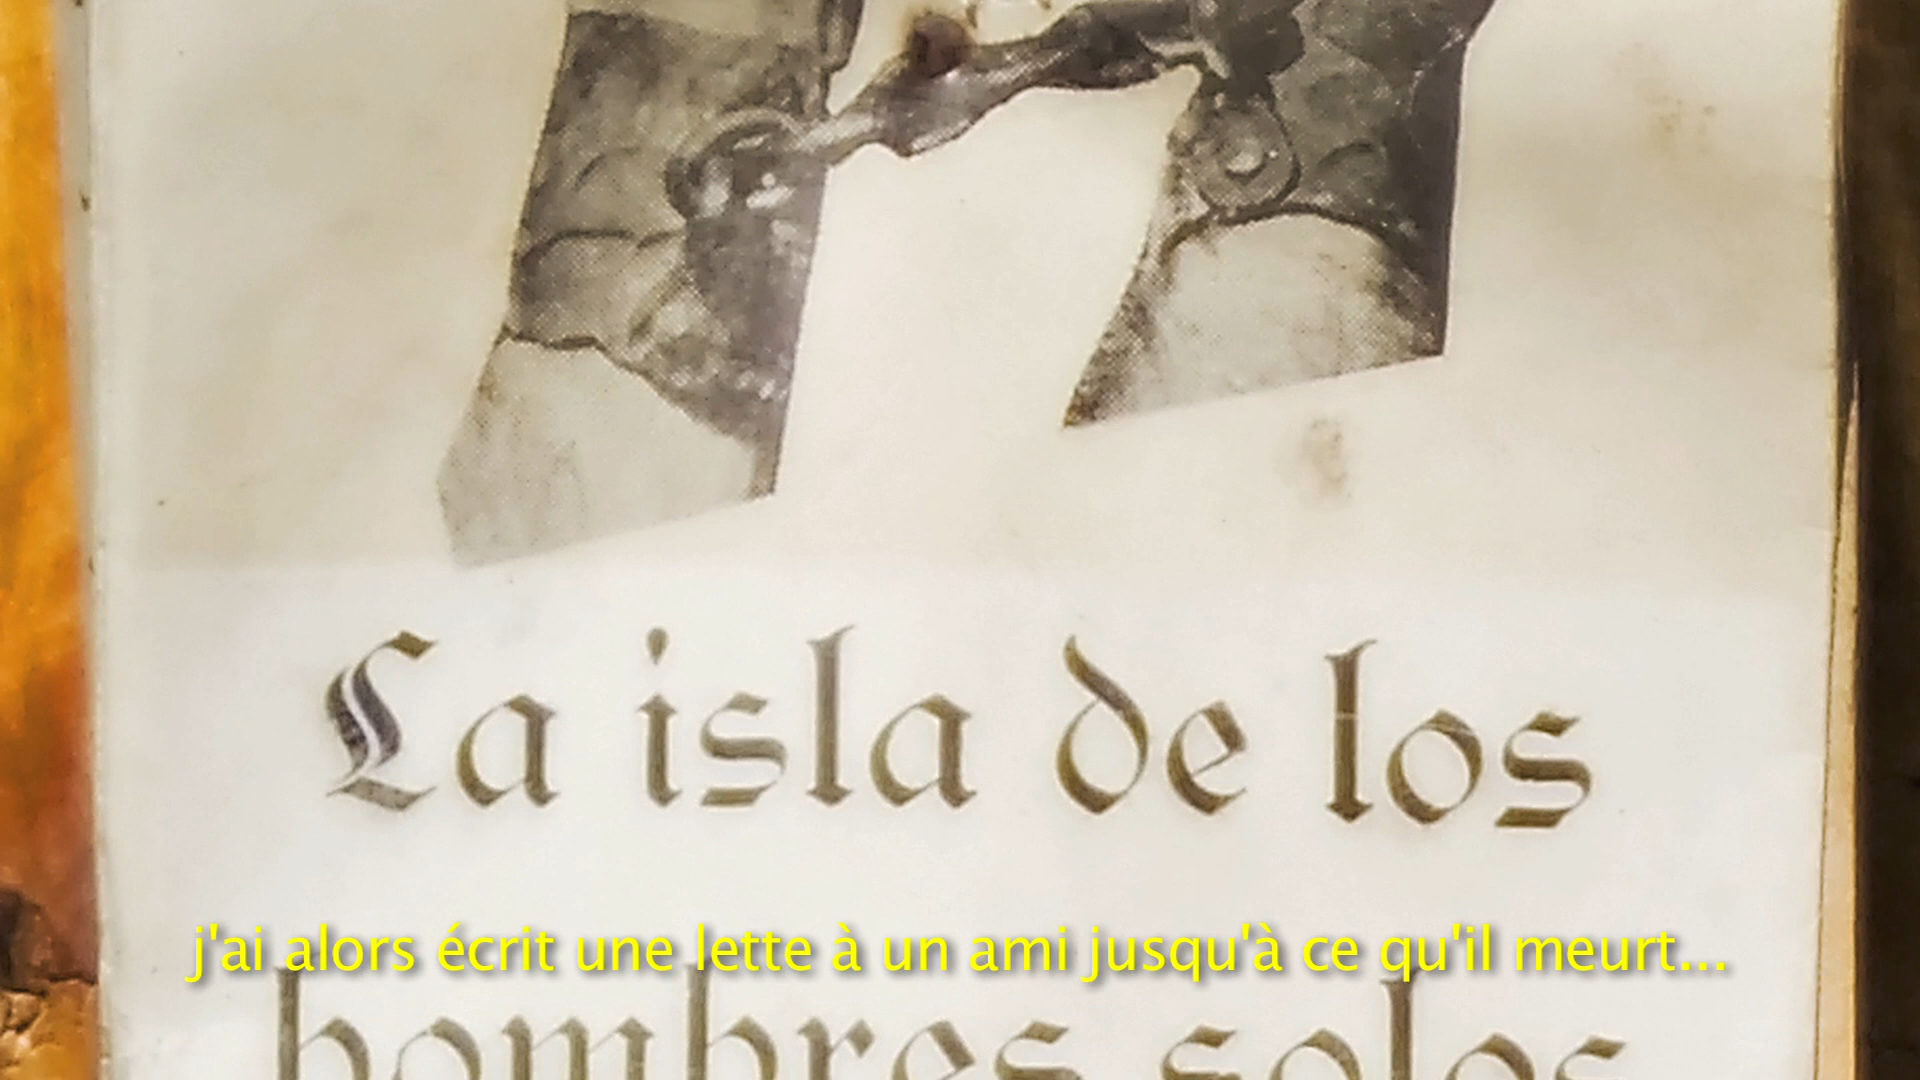 La isla de los
j'ai alors écrit une lette à un ami jusqu'à ce qu'il meurt...
hombres solos